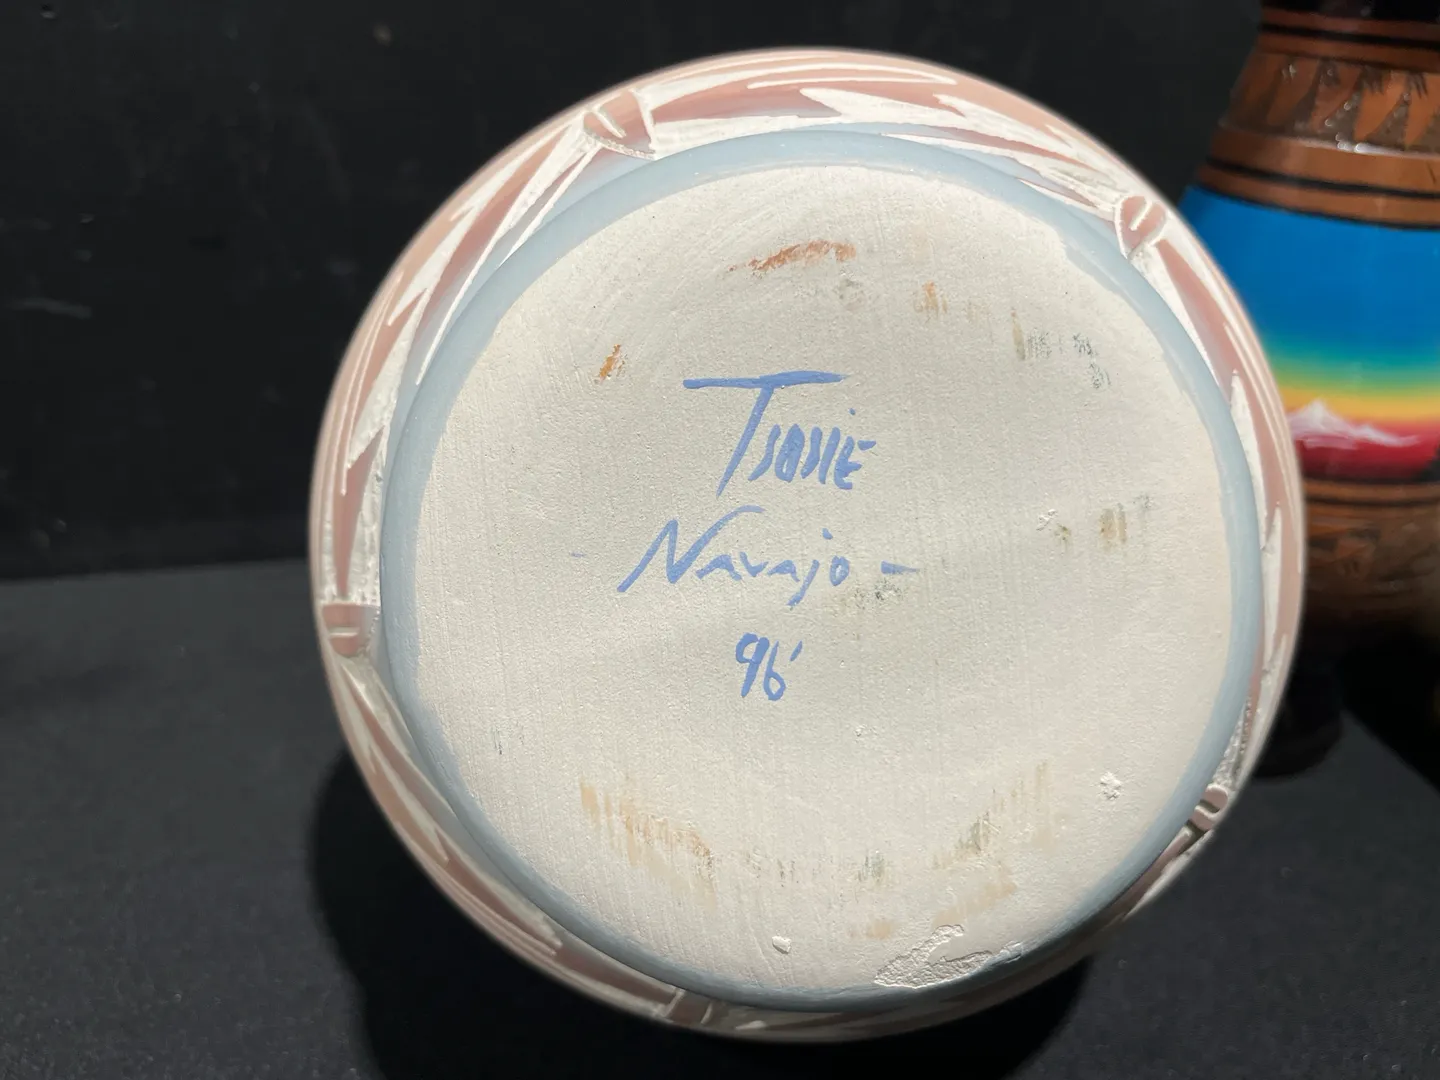 Tsosie
- Navajo -
96'